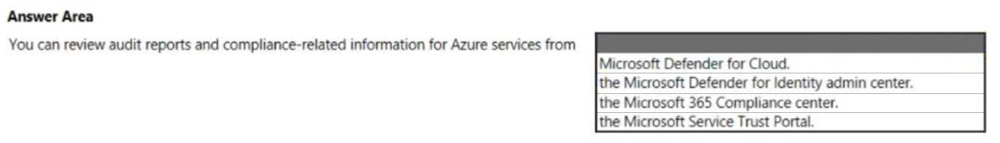 Answer Area
You can review audit reports and compliance-related information for Azure services from
Microsoft Defender for Cloud.
the Microsoft Defender for Identity admin center.
the Microsoft 365 Compliance center.
the Microsoft Service Trust Portal.